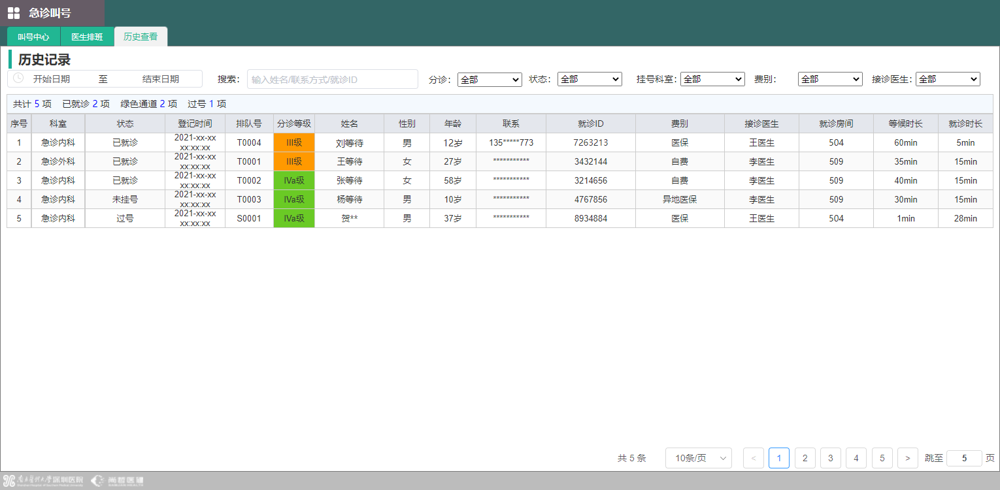 急诊叫号
叫号中心 医生排班 历史查看
历史记录
开始日期 至 结束日期 搜索: 输入姓名/联系方式/就诊ID 分诊: 全部 状态: 全部 挂号科室: 全部 费别: 全部 接诊医生: 全部
共计 5 项 已就诊 2 项 绿色通道 2 项 过号 1 项
序号 科室 状态 登记时间 排队号 分诊等级 姓名 性别 年龄 联系 就诊ID 费别 接诊医生 就诊房间 等候时长 就诊时长
1 急诊内科 已就诊 2021-xx-xx xx:xx:xx T0004 III级 刘等待 男 12岁 135*****773 7263213 医保 王医生 504 60min 5min
2 急诊外科 已就诊 2021-xx-xx xx:xx:xx T0001 III级 王等待 女 27岁 *********** 3432144 自费 李医生 509 35min 15min
3 急诊内科 已就诊 2021-xx-xx xx:xx:xx T0002 IVa级 张等待 女 58岁 *********** 3214656 自费 李医生 509 40min 15min
4 急诊内科 未挂号 2021-xx-xx xx:xx:xx T0003 IVa级 杨等待 男 10岁 *********** 4767856 异地医保 李医生 509 30min 15min
5 急诊内科 过号 2021-xx-xx xx:xx:xx S0001 IVa级 贺** 男 37岁 *********** 8934884 医保 王医生 504 1min 28min
共 5 条 10条/页 < 1 2 3 4 5 > 跳至 5 页
南方医科大学深圳医院